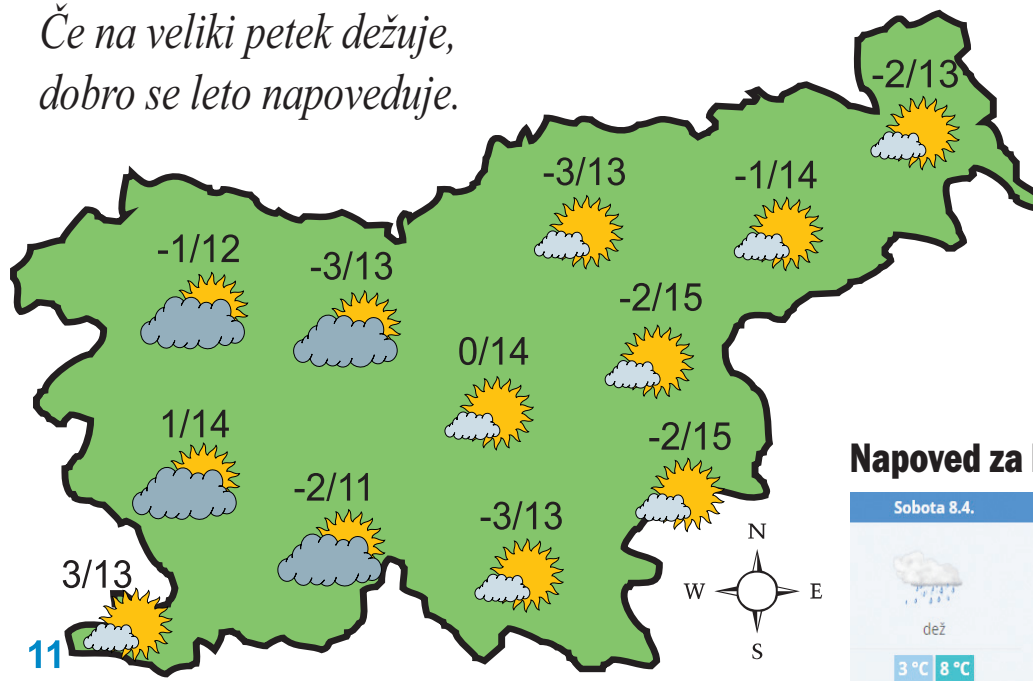 Če na veliki petek dežuje,
dobro se leto napoveduje.
-2/13
-3/13
-1/14
-1/12
-3/13
-2/15
0/14
1/14
-2/15
-2/11
-3/13
3/13
11
N
W
E
S
Napoved za
Sobota 8.4.
dež
3 °C 8 °C